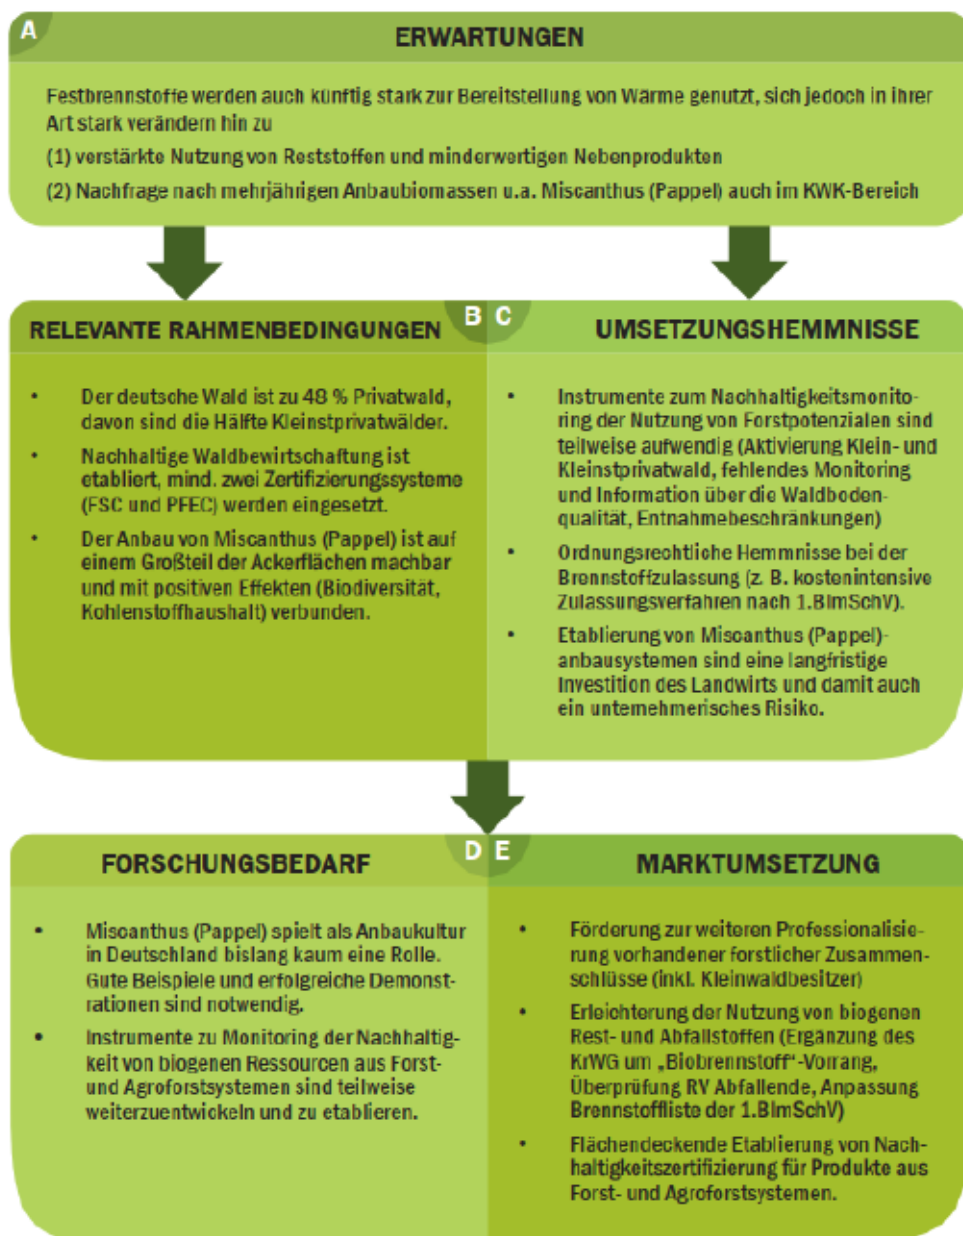 A
ERWARTUNGEN
Festbrennstoffe werden auch künftig stark zur Bereitstellung von Wärme genutzt, sich jedoch in ihrer
Art stark verändern hin zu
(1) verstärkte Nutzung von Reststoffen und minderwertigen Nebenprodukten
(2) Nachfrage nach mehrjährigen Anbaubiomassen u.a. Miscanthus (Pappel) auch im KWK-Bereich
RELEVANTE RAHMENBEDINGUNGEN
B
• Der deutsche Wald ist zu 48 % Privatwald,
davon sind die Hälfte Kleinstprivatwälder.
• Nachhaltige Waldbewirtschaftung ist
etabliert, mind. zwei Zertifizierungssysteme
(FSC und PFEC) werden eingesetzt.
• Der Anbau von Miscanthus (Pappel) ist auf
einem Großteil der Ackerflächen machbar
und mit positiven Effekten (Biodiversität,
Kohlenstoffhaushalt) verbunden.
C
UMSETZUNGSHEMMNISSE
• Instrumente zum Nachhaltigkeitsmonito-
ring der Nutzung von Forstpotenzialen sind
teilweise aufwendig (Aktivierung Klein- und
Kleinstprivatwald, fehlendes Monitoring
und Information über die Waldboden-
qualität, Entnahmebeschränkungen)
• Ordnungsrechtliche Hemmnisse bei der
Brennstoffzulassung (z. B. kostenintensive
Zulassungsverfahren nach 1.BImSchV).
• Etablierung von Miscanthus (Pappel)-
anbausystemen sind eine langfristige
Investition des Landwirts und damit auch
ein unternehmerisches Risiko.
FORSCHUNGSBEDARF
D
• Miscanthus (Pappel) spielt als Anbaukultur
in Deutschland bislang kaum eine Rolle.
Gute Beispiele und erfolgreiche Demonst-
rationen sind notwendig.
• Instrumente zu Monitoring der Nachhaltig-
keit von biogenen Ressourcen aus Forst-
und Agroforstsystemen sind teilweise
weiterzuentwickeln und zu etablieren.
E
MARKTUMSETZUNG
• Förderung zur weiteren Professionalisie-
rung vorhandener forstlicher Zusammen-
schlüsse (inkl. Kleinwaldbesitzer)
• Erleichterung der Nutzung von biogenen
Rest- und Abfallstoffen (Ergänzung des
KrWG um „Biobrennstoff“-Vorrang,
Überprüfung RV Abfallende, Anpassung
Brennstoffliste der 1.BImSchV)
• Flächendeckende Etablierung von Nach-
haltigkeitszertifizierung für Produkte aus
Forst- und Agroforstsystemen.